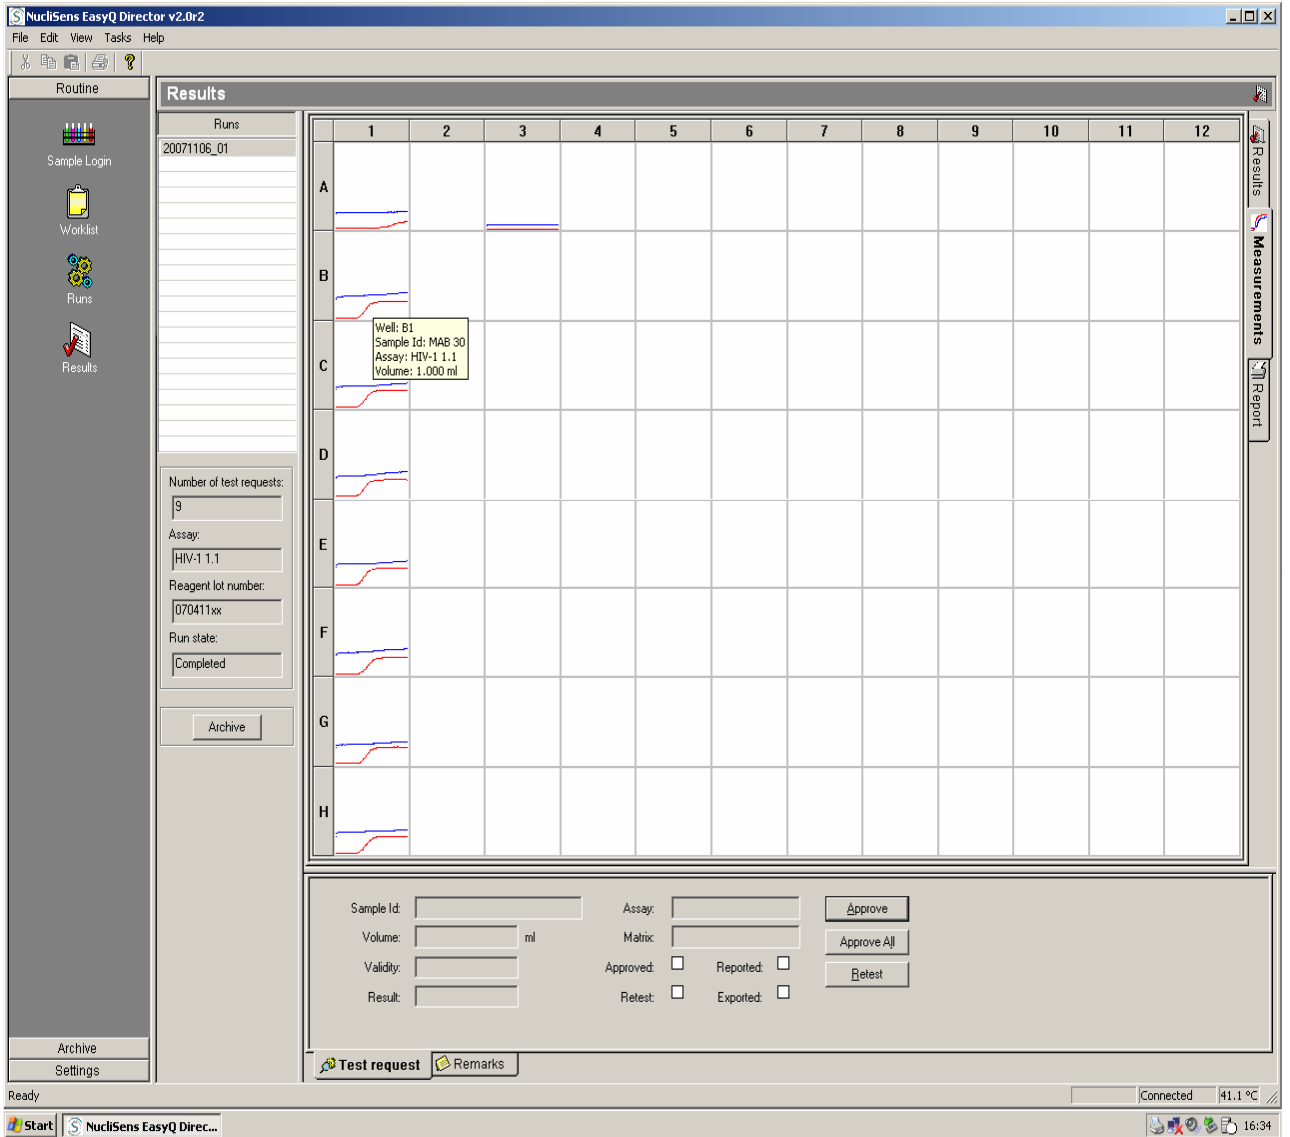 NucliSens EasyQ Director v2.0r2
File Edit View Tasks Help
Routine
Sample Login
Worklist
Runs
Results
Archive
Settings
Results
Runs
20071106_01
Number of test requests:
9
Assay:
HIV-1 1.1
Reagent lot number:
070411xx
Run state:
Completed
Archive
1 2 3 4 5 6 7 8 9 10 11 12
A
B
C
D
E
F
G
H
Well: B1
Sample Id: MAB 30
Assay: HIV-1 1.1
Volume: 1.000 ml
Results
Measurements
Report
Sample Id: Assay: Approve
Volume: ml Matrix: Approve All
Validity: Approved: Reported: Retest
Result: Retest: Exported:
Test request Remarks
Ready Connected 41.1 °C
Start NucliSens EasyQ Direc... 16:34